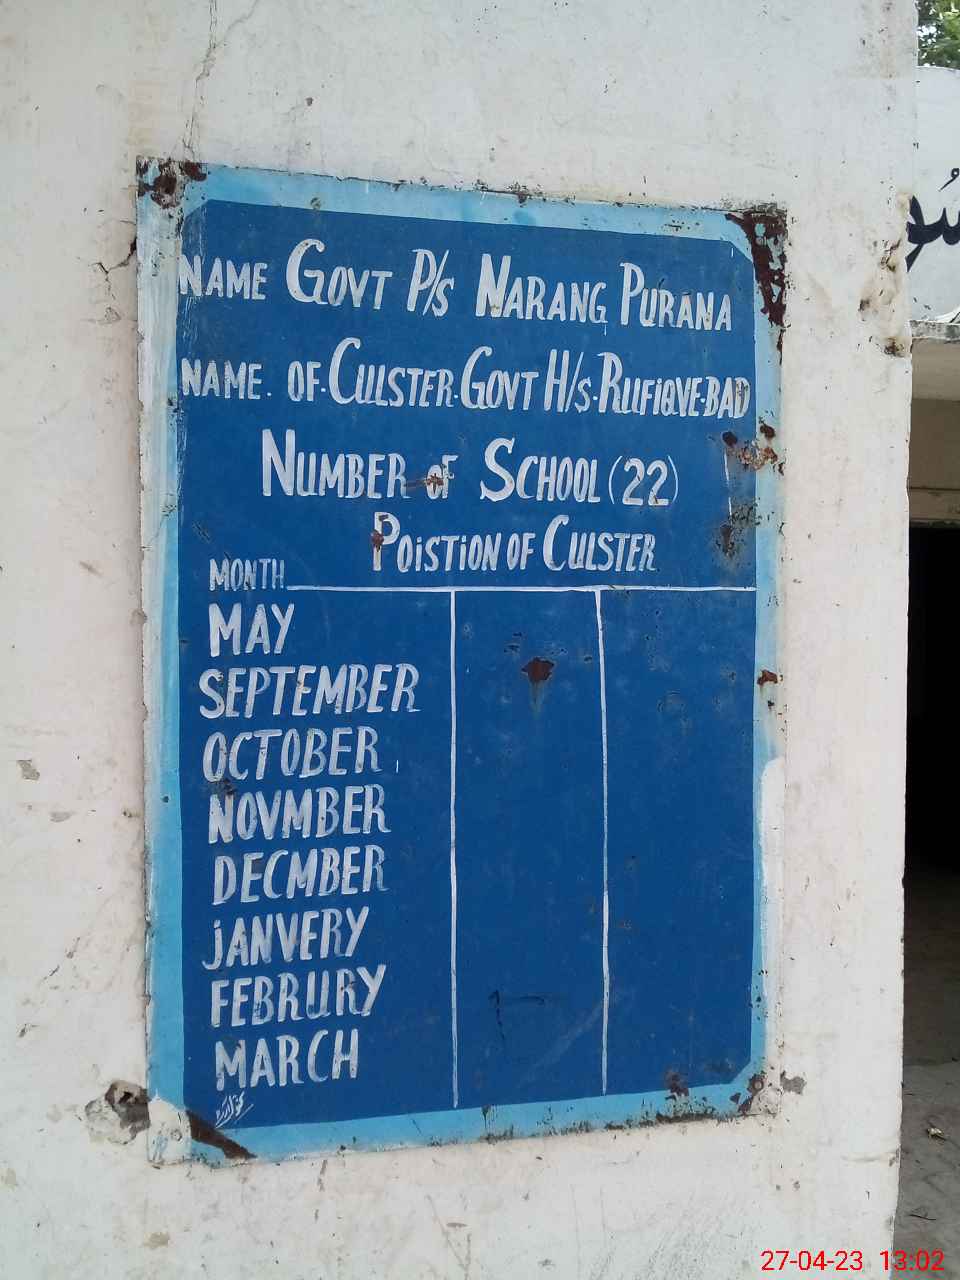 NAME GOVT P/S NARANG PURANA
NAME. OF. CULSTER. GOVT H/S. RUFIQVE. BAD
NUMBER OF SCHOOL (22)
POISTION OF CULSTER
MONTH
MAY
SEPTEMBER
OCTOBER
NOVMBER
DECMBER
JANVERY
FEBRURY
MARCH
27-04-23 13:02